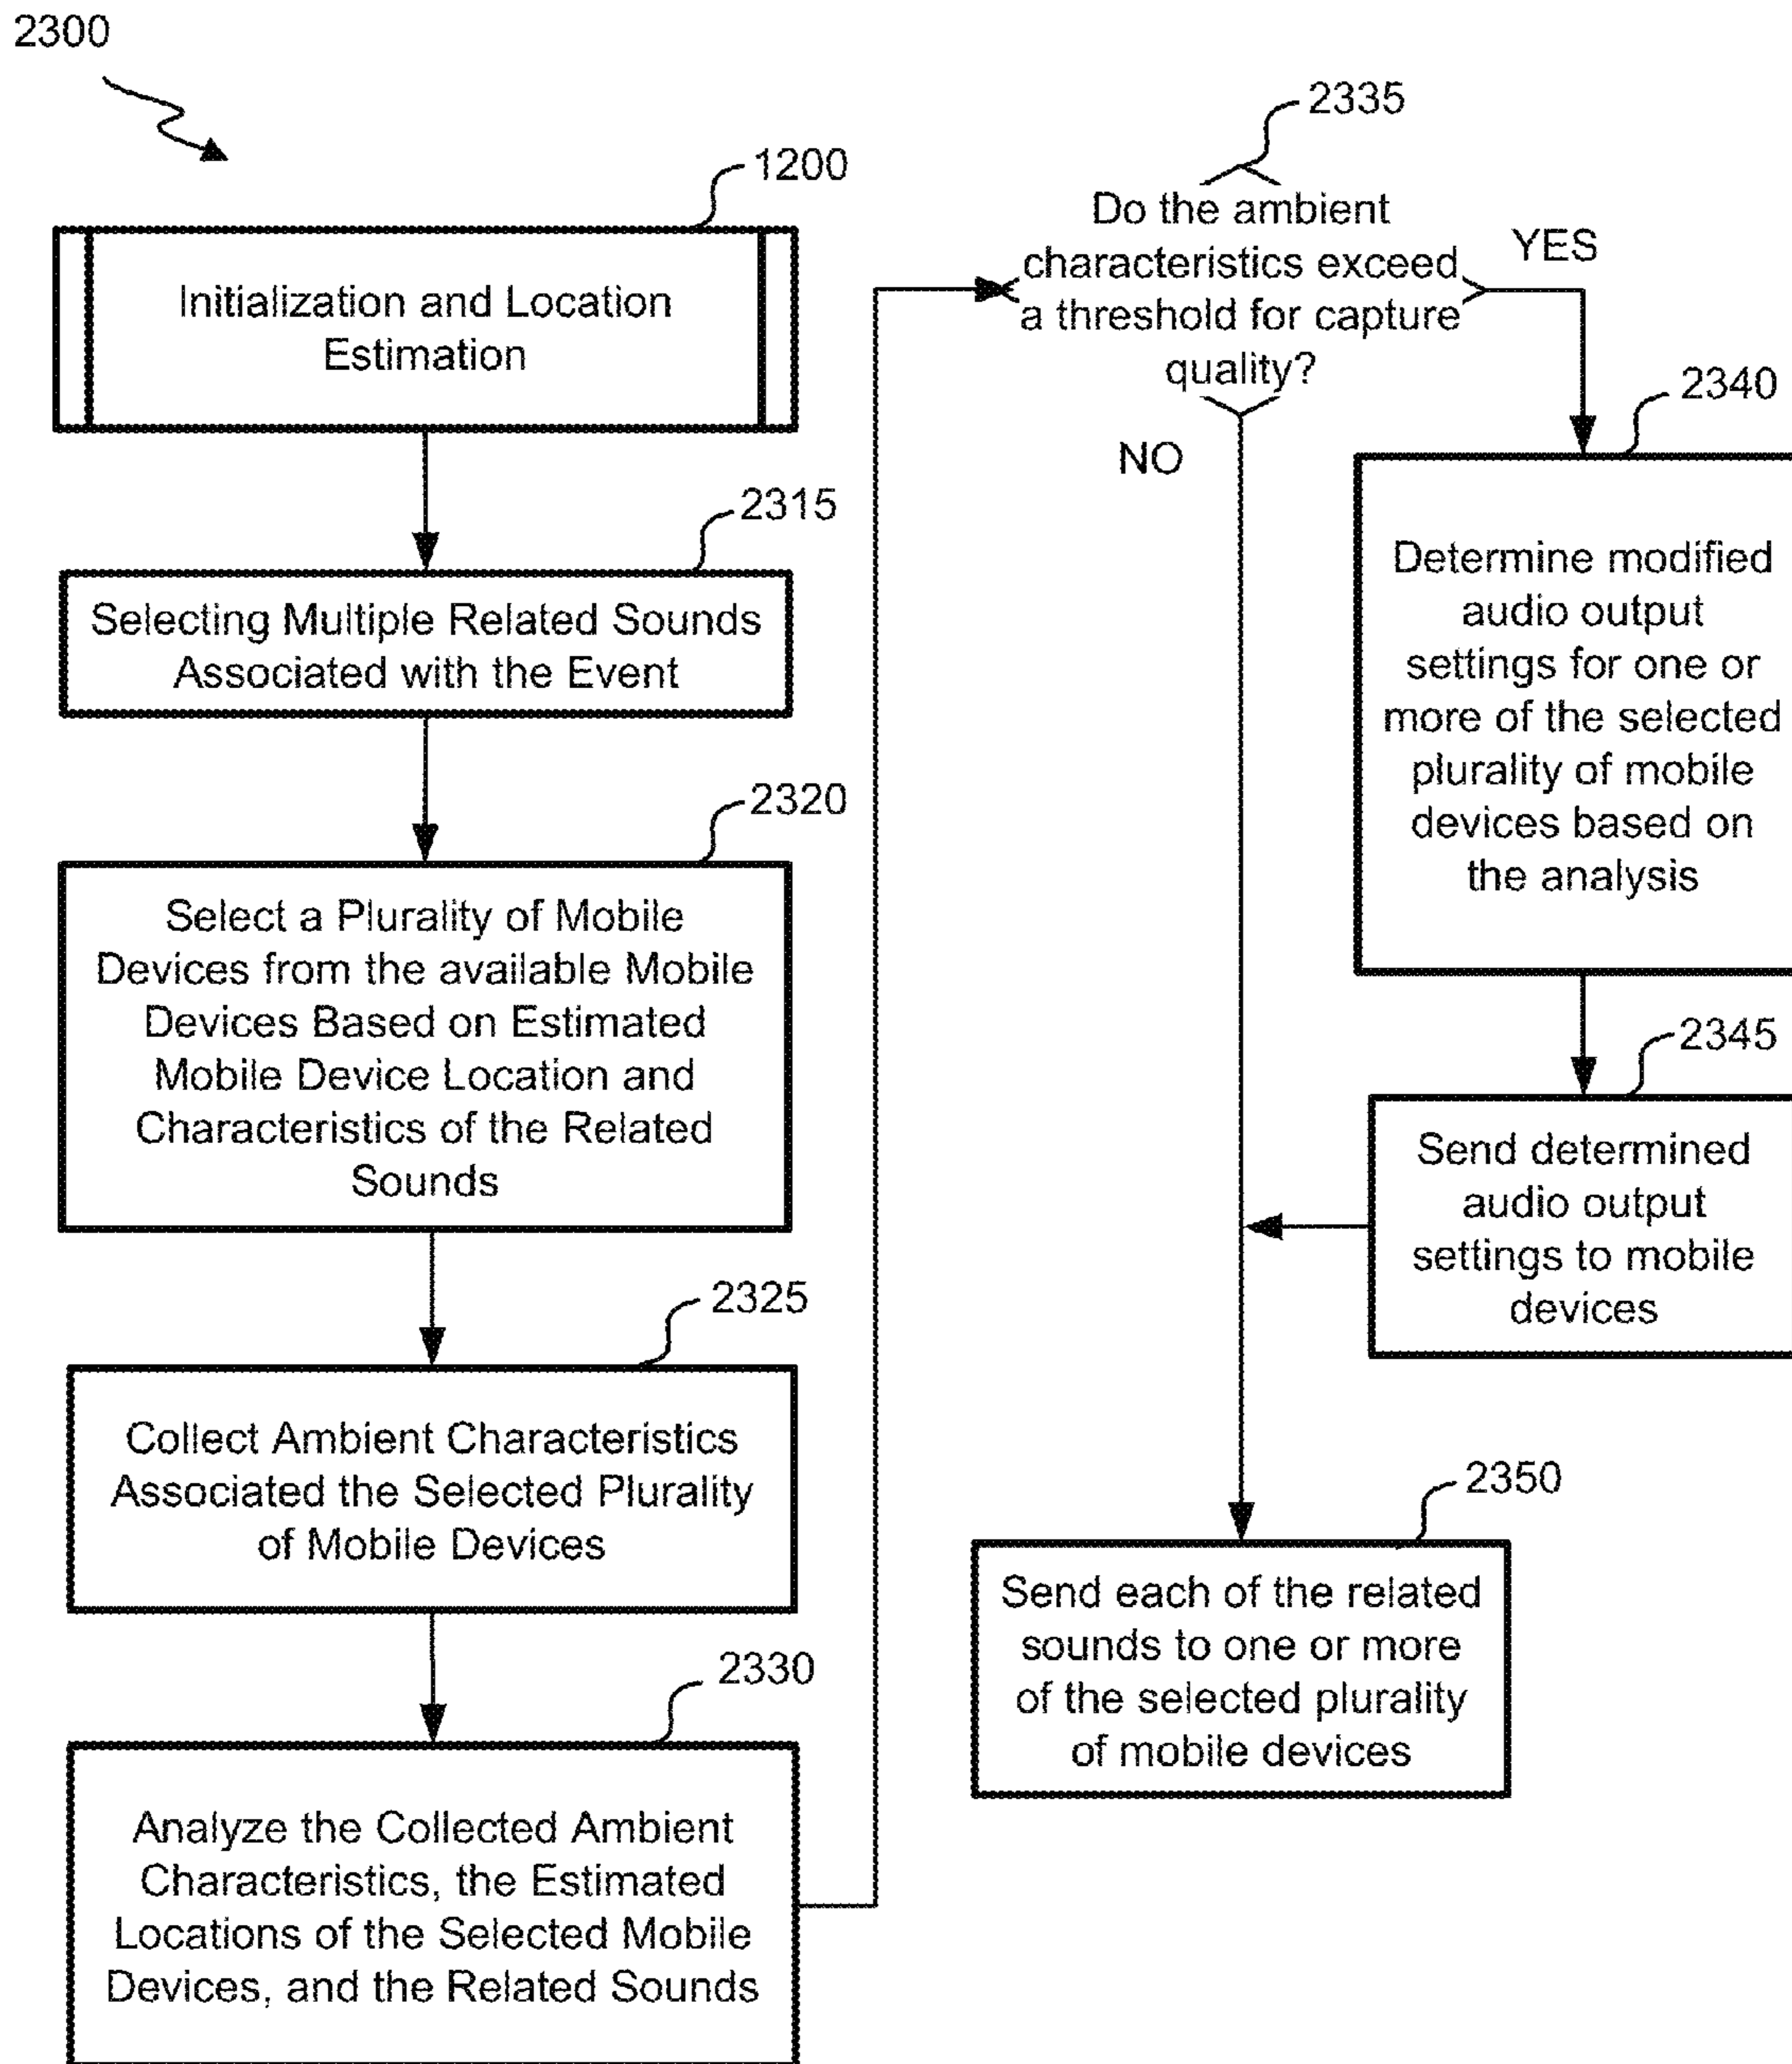 2300
1200
Initialization and Location
Estimation
2315
Selecting Multiple Related Sounds
Associated with the Event
2320
Select a Plurality of Mobile
Devices from the available Mobile
Devices Based on Estimated
Mobile Device Location and
Characteristics of the Related
Sounds
2325
Collect Ambient Characteristics
Associated the Selected Plurality
of Mobile Devices
2330
Analyze the Collected Ambient
Characteristics, the Estimated
Locations of the Selected Mobile
Devices, and the Related Sounds
2335
Do the ambient
characteristics exceed
a threshold for capture
quality?
YES
NO
2340
Determine modified
audio output
settings for one or
more of the selected
plurality of mobile
devices based on
the analysis
2345
Send determined
audio output
settings to mobile
devices
2350
Send each of the related
sounds to one or more
of the selected plurality
of mobile devices